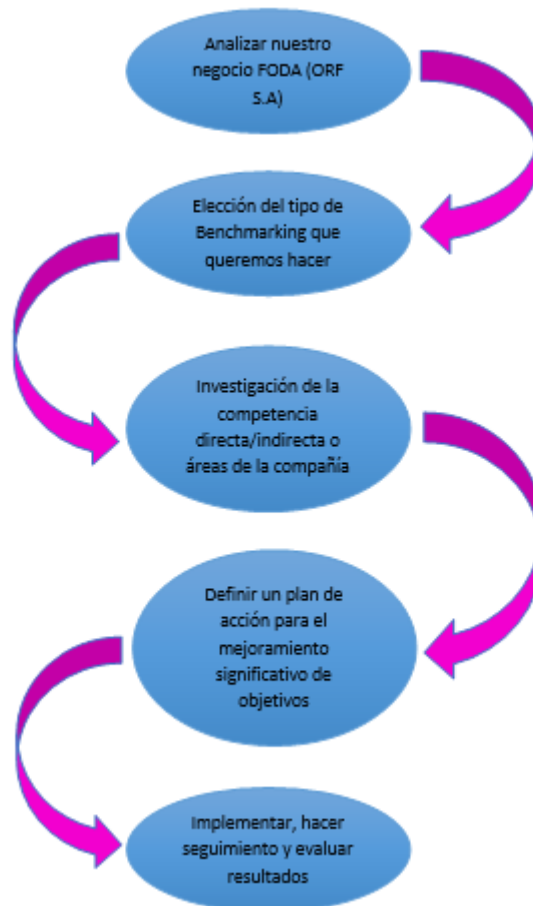 Analizar nuestro
negocio FODA (ORF
S.A)
Elección del tipo de
Benchmarking que
queremos hacer
Investigación de la
competencia
directa/indirecta o
áreas de la compañía
Definir un plan de
acción para el
mejoramiento
significativo de
objetivos
Implementar, hacer
seguimiento y evaluar
resultados